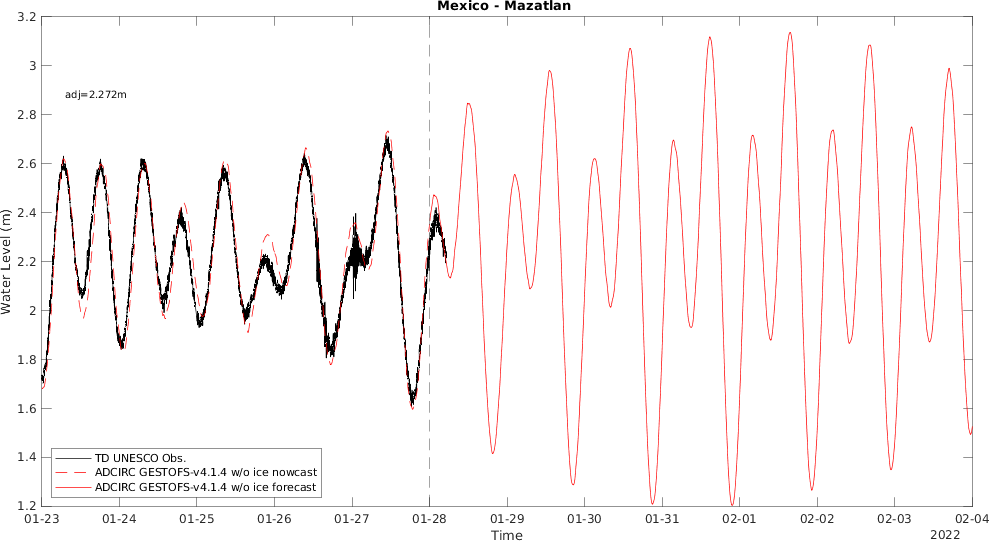 Mexico - Mazatlan
3.2
3
2.8
2.6
2.4
2.2
2
1.8
1.6
1.4
1.2
Water Level (m)
adj=2.272m
TD UNESCO Obs.
ADCIRC GESTOFS-v4.1.4 w/o ice nowcast
ADCIRC GESTOFS-v4.1.4 w/o ice forecast
01-23 01-24 01-25 01-26 01-27 01-28 01-29 01-30 01-31 02-01 02-02 02-03 02-04
Time
2022